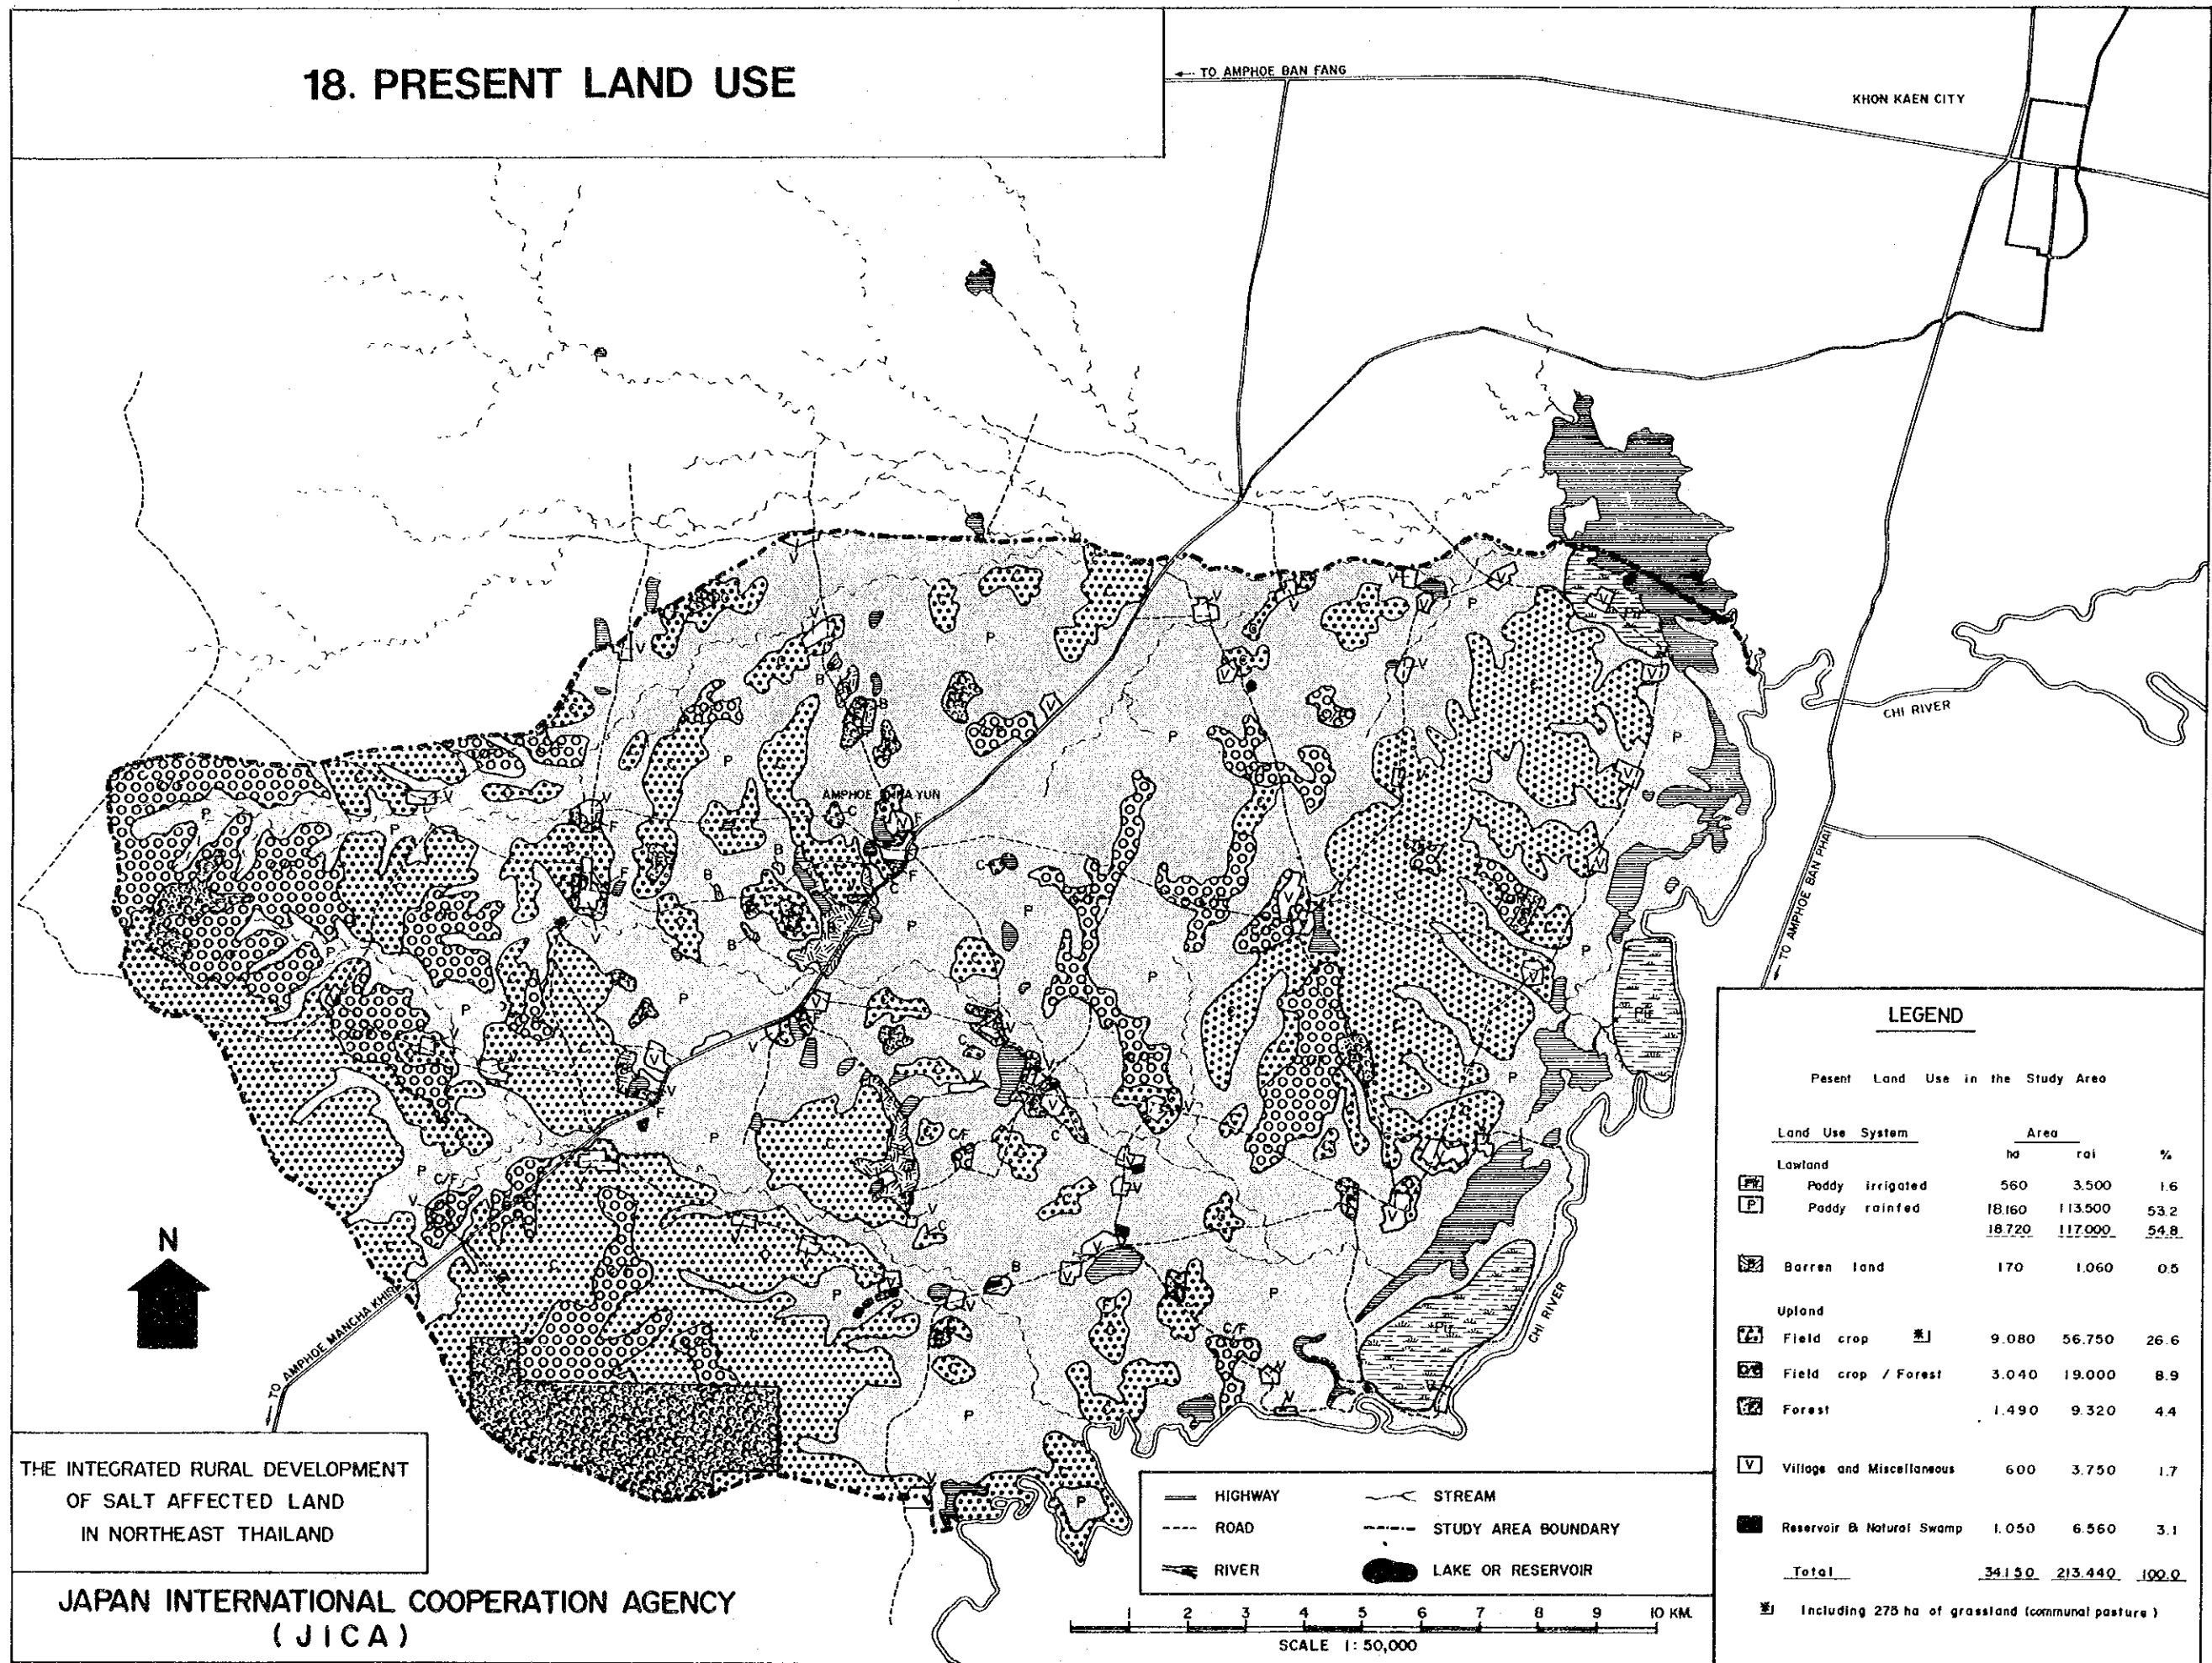 18. PRESENT LAND USE
← TO AMPHOE BAN FANG
KHON KAEN CITY
CHI RIVER
AMPHOE
YUN
← TO AMPHOE BAN PHAI
CHI RIVER
← TO AMPHOE MANCHA KHIRI
N
LEGEND
Pesent Land Use in the Study Area
Land Use System Area
ha rai %
Lawland
Pir Paddy irrigated 560 3.500 1.6
P Paddy rainfed 18.160 113.500 53.2
18.720 117.000 54.8
B Barren land 170 1.060 0.5
Upland
C Field crop ※ 9.080 56.750 26.6
C/F Field crop / Forest 3.040 19.000 8.9
F Forest 1.490 9.320 4.4
V Village and Miscellaneous 600 3.750 1.7
Reservoir & Natural Swamp 1.050 6.560 3.1
Total 34.150 213.440 100.0
※ Including 275 ha of grassland (communal pasture)
HIGHWAY STREAM
ROAD STUDY AREA BOUNDARY
RIVER LAKE OR RESERVOIR
1 2 3 4 5 6 7 8 9 10 KM.
SCALE 1:50,000
THE INTEGRATED RURAL DEVELOPMENT
OF SALT AFFECTED LAND
IN NORTHEAST THAILAND
JAPAN INTERNATIONAL COOPERATION AGENCY
(JICA)